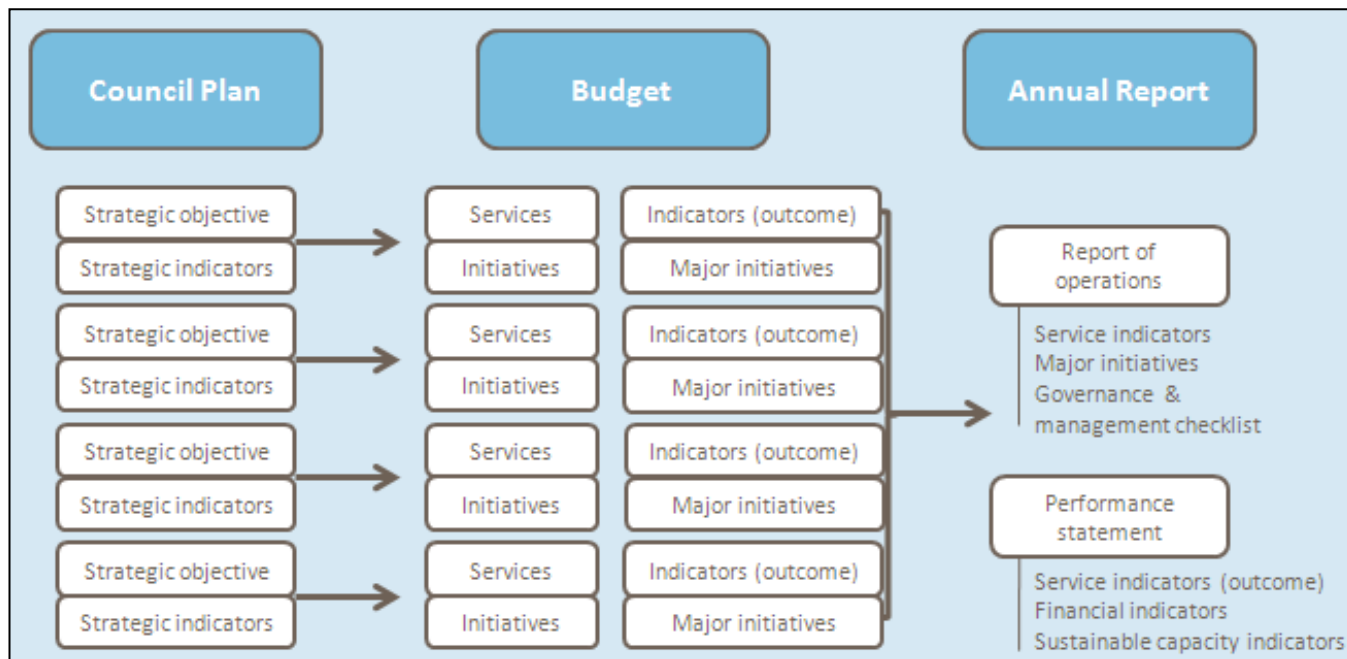 Council Plan
Budget
Annual Report
Strategic objective
Strategic indicators
Services
Initiatives
Indicators (outcome)
Major initiatives
Strategic objective
Strategic indicators
Services
Initiatives
Indicators (outcome)
Major initiatives
Strategic objective
Strategic indicators
Services
Initiatives
Indicators (outcome)
Major initiatives
Strategic objective
Strategic indicators
Services
Initiatives
Indicators (outcome)
Major initiatives
Report of
operations
Service indicators
Major initiatives
Governance &
management checklist
Performance
statement
Service indicators (outcome)
Financial indicators
Sustainable capacity indicators